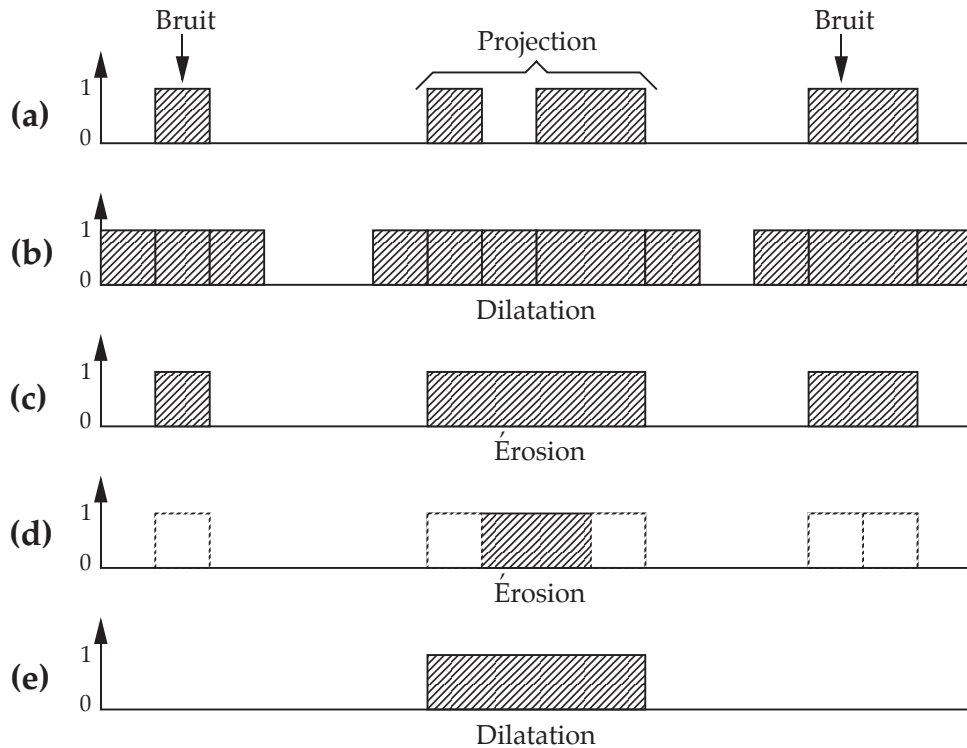 Bruit
Projection
Bruit
(a)
1
0
(b)
1
0
Dilatation
(c)
1
0
Érosion
(d)
1
0
Érosion
(e)
1
0
Dilatation